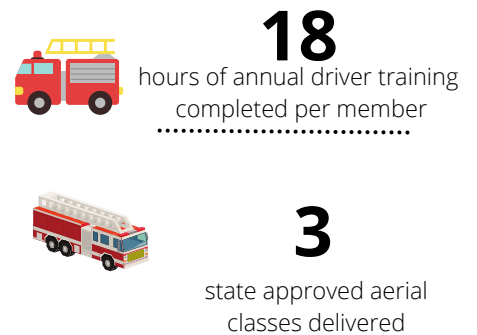 18
hours of annual driver training
completed per member
3
state approved aerial
classes delivered